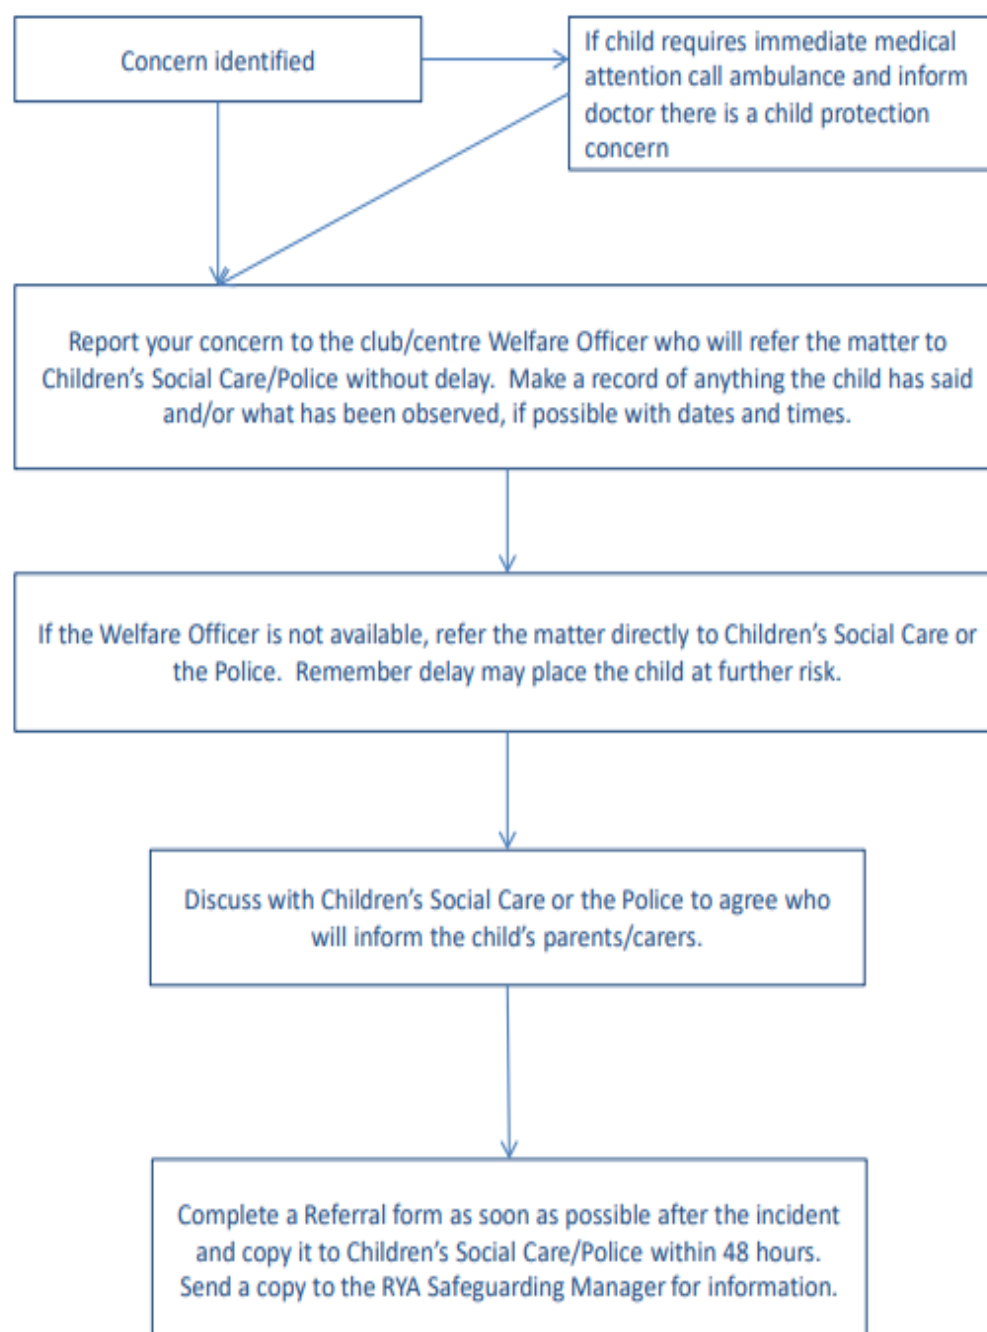 Concern identified
If child requires immediate medical
attention call ambulance and inform
doctor there is a child protection
concern
Report your concern to the club/centre Welfare Officer who will refer the matter to
Children’s Social Care/Police without delay.  Make a record of anything the child has said
and/or what has been observed, if possible with dates and times.
If the Welfare Officer is not available, refer the matter directly to Children’s Social Care or
the Police.  Remember delay may place the child at further risk.
Discuss with Children’s Social Care or the Police to agree who
will inform the child’s parents/carers.
Complete a Referral form as soon as possible after the incident
and copy it to Children’s Social Care/Police within 48 hours.
Send a copy to the RYA Safeguarding Manager for information.